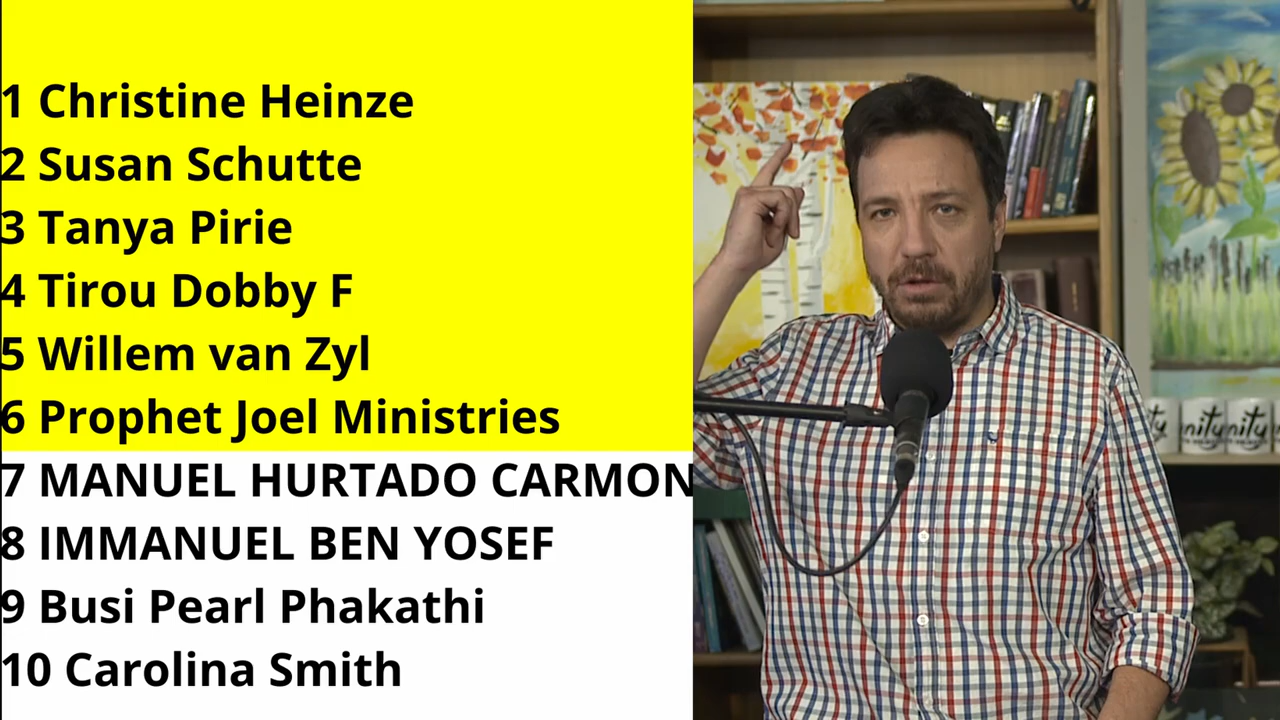 1 Christine Heinze
2 Susan Schutte
3 Tanya Pirie
4 Tirou Dobby F
5 Willem van Zyl
6 Prophet Joel Ministries
7 MANUEL HURTADO CARMON
8 IMMANUEL BEN YOSEF
9 Busi Pearl Phakathi
10 Carolina Smith